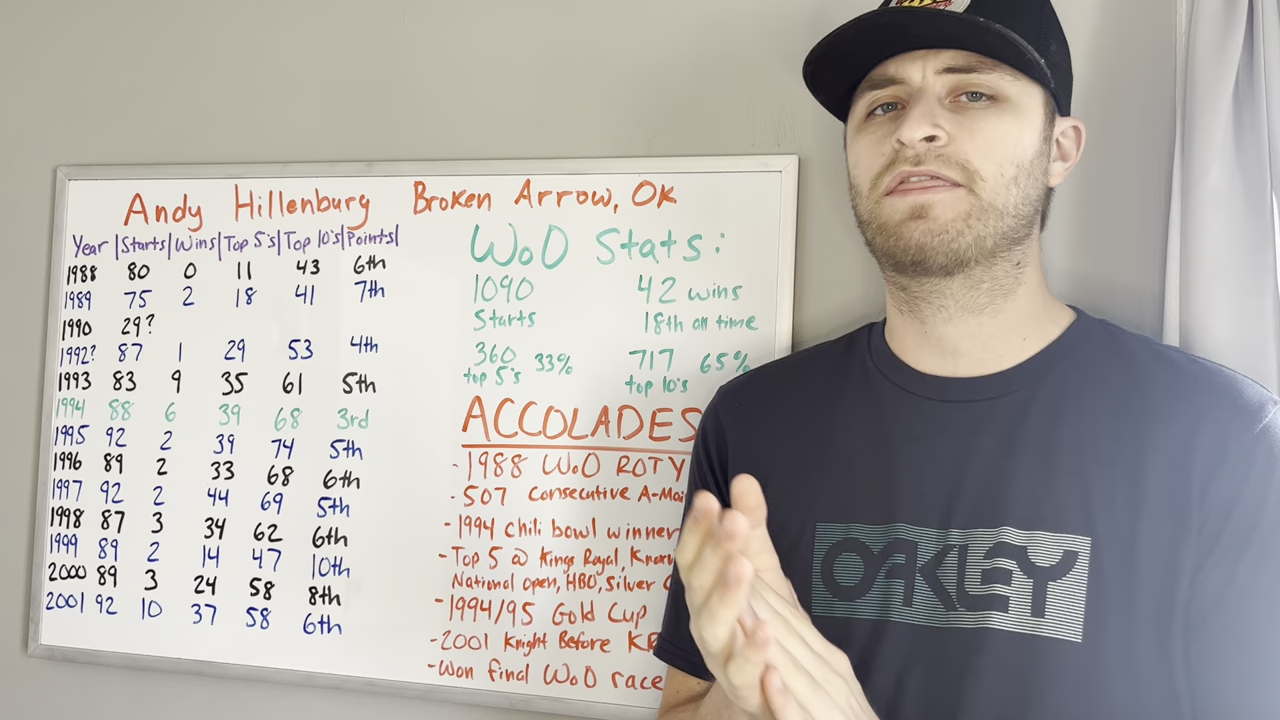 Andy Hillenburg Broken Arrow, OK
Year | Starts | Wins | Top 5's | Top 10's | Points |
1988 80 0 11 43 6th
1989 75 2 18 41 7th
1990 29?
1992? 87 1 29 53 4th
1993 83 9 35 61 5th
1994 88 6 39 68 3rd
1995 92 2 39 74 5th
1996 89 2 33 68 6th
1997 92 2 44 69 5th
1998 87 3 34 62 6th
1999 89 2 14 47 10th
2000 89 3 24 58 8th
2001 92 10 37 58 6th
WoO Stats:
1090 42 wins
Starts 18th all time
360 33% 717 65%
top 5's top 10's
ACCOLADES
- 1988 WoO ROTY
- 507 Consecutive A-Mai
- 1994 chili bowl winner
- Top 5 @ Kings Royal, Knox
National open, HBO, Silver C
- 1994/95 Gold Cup
- 2001 Knight Before K
- Won final WoO race
OAKLEY